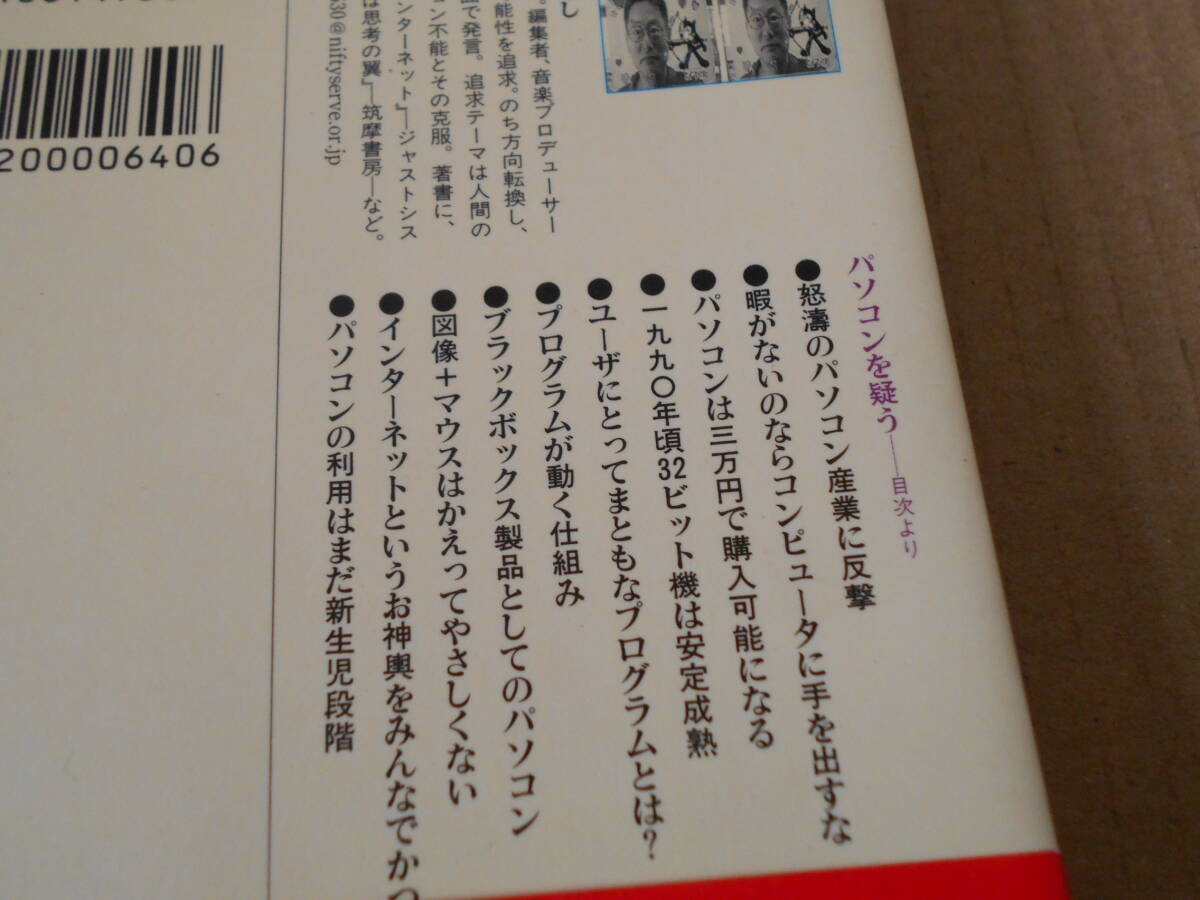 パソコンを疑う——目次より
●怒濤のパソコン産業に反撃
●暇がないのならコンピュータに手を出すな
●パソコンは三万円で購入可能になる
●一九九〇年頃32ビット機は安定成熟
●ユーザにとってまともなプログラムとは?
●プログラムが動く仕組み
●ブラックボックス製品としてのパソコン
●図像+マウスはかえってやさしくない
●インターネットというお神輿をみんなでかつ
●パソコンの利用はまだ新生児段階
し
。編集者、音楽プロデューサー
能性を追求。のち方向転換し、
面で発言。追求テーマは人間の
ョン不能とその克服。著書に、
ンターネット』—ジャストシス
は思考の翼』—筑摩書房—など。
30@niftyserve.or.jp
200006406